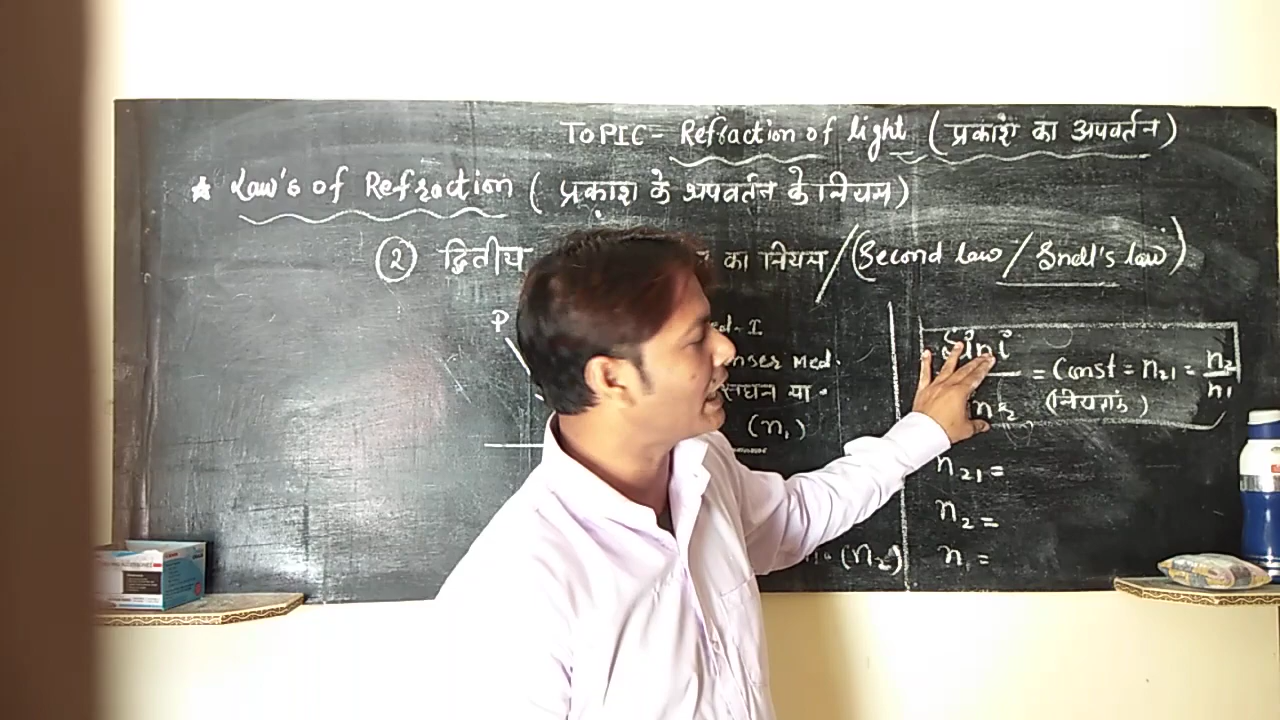 TOPIC - Refraction of light (प्रकाश का अपवर्तन)
* Law's of Refraction ( प्रकाश के अपवर्तन के नियम)
② द्वितीय का नियम / (Second law / Snell's law)
P
Med. I
Med.
सघन या
(n₁)
(n₂)
Sin i = Const = n₂₁ = n₂/n₁
(नियतांक)
n₂₁ =
n₂ =
n₁ =